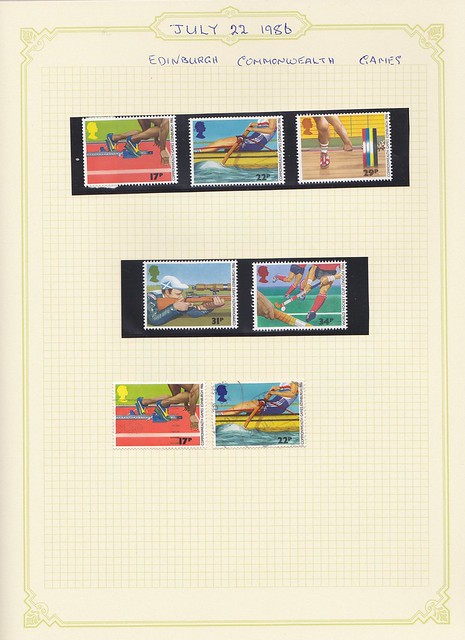 JULY 22 1986
EDINBURGH COMMONWEALTH GAMES
17P 22P 29P
31P 34P
17P 22P